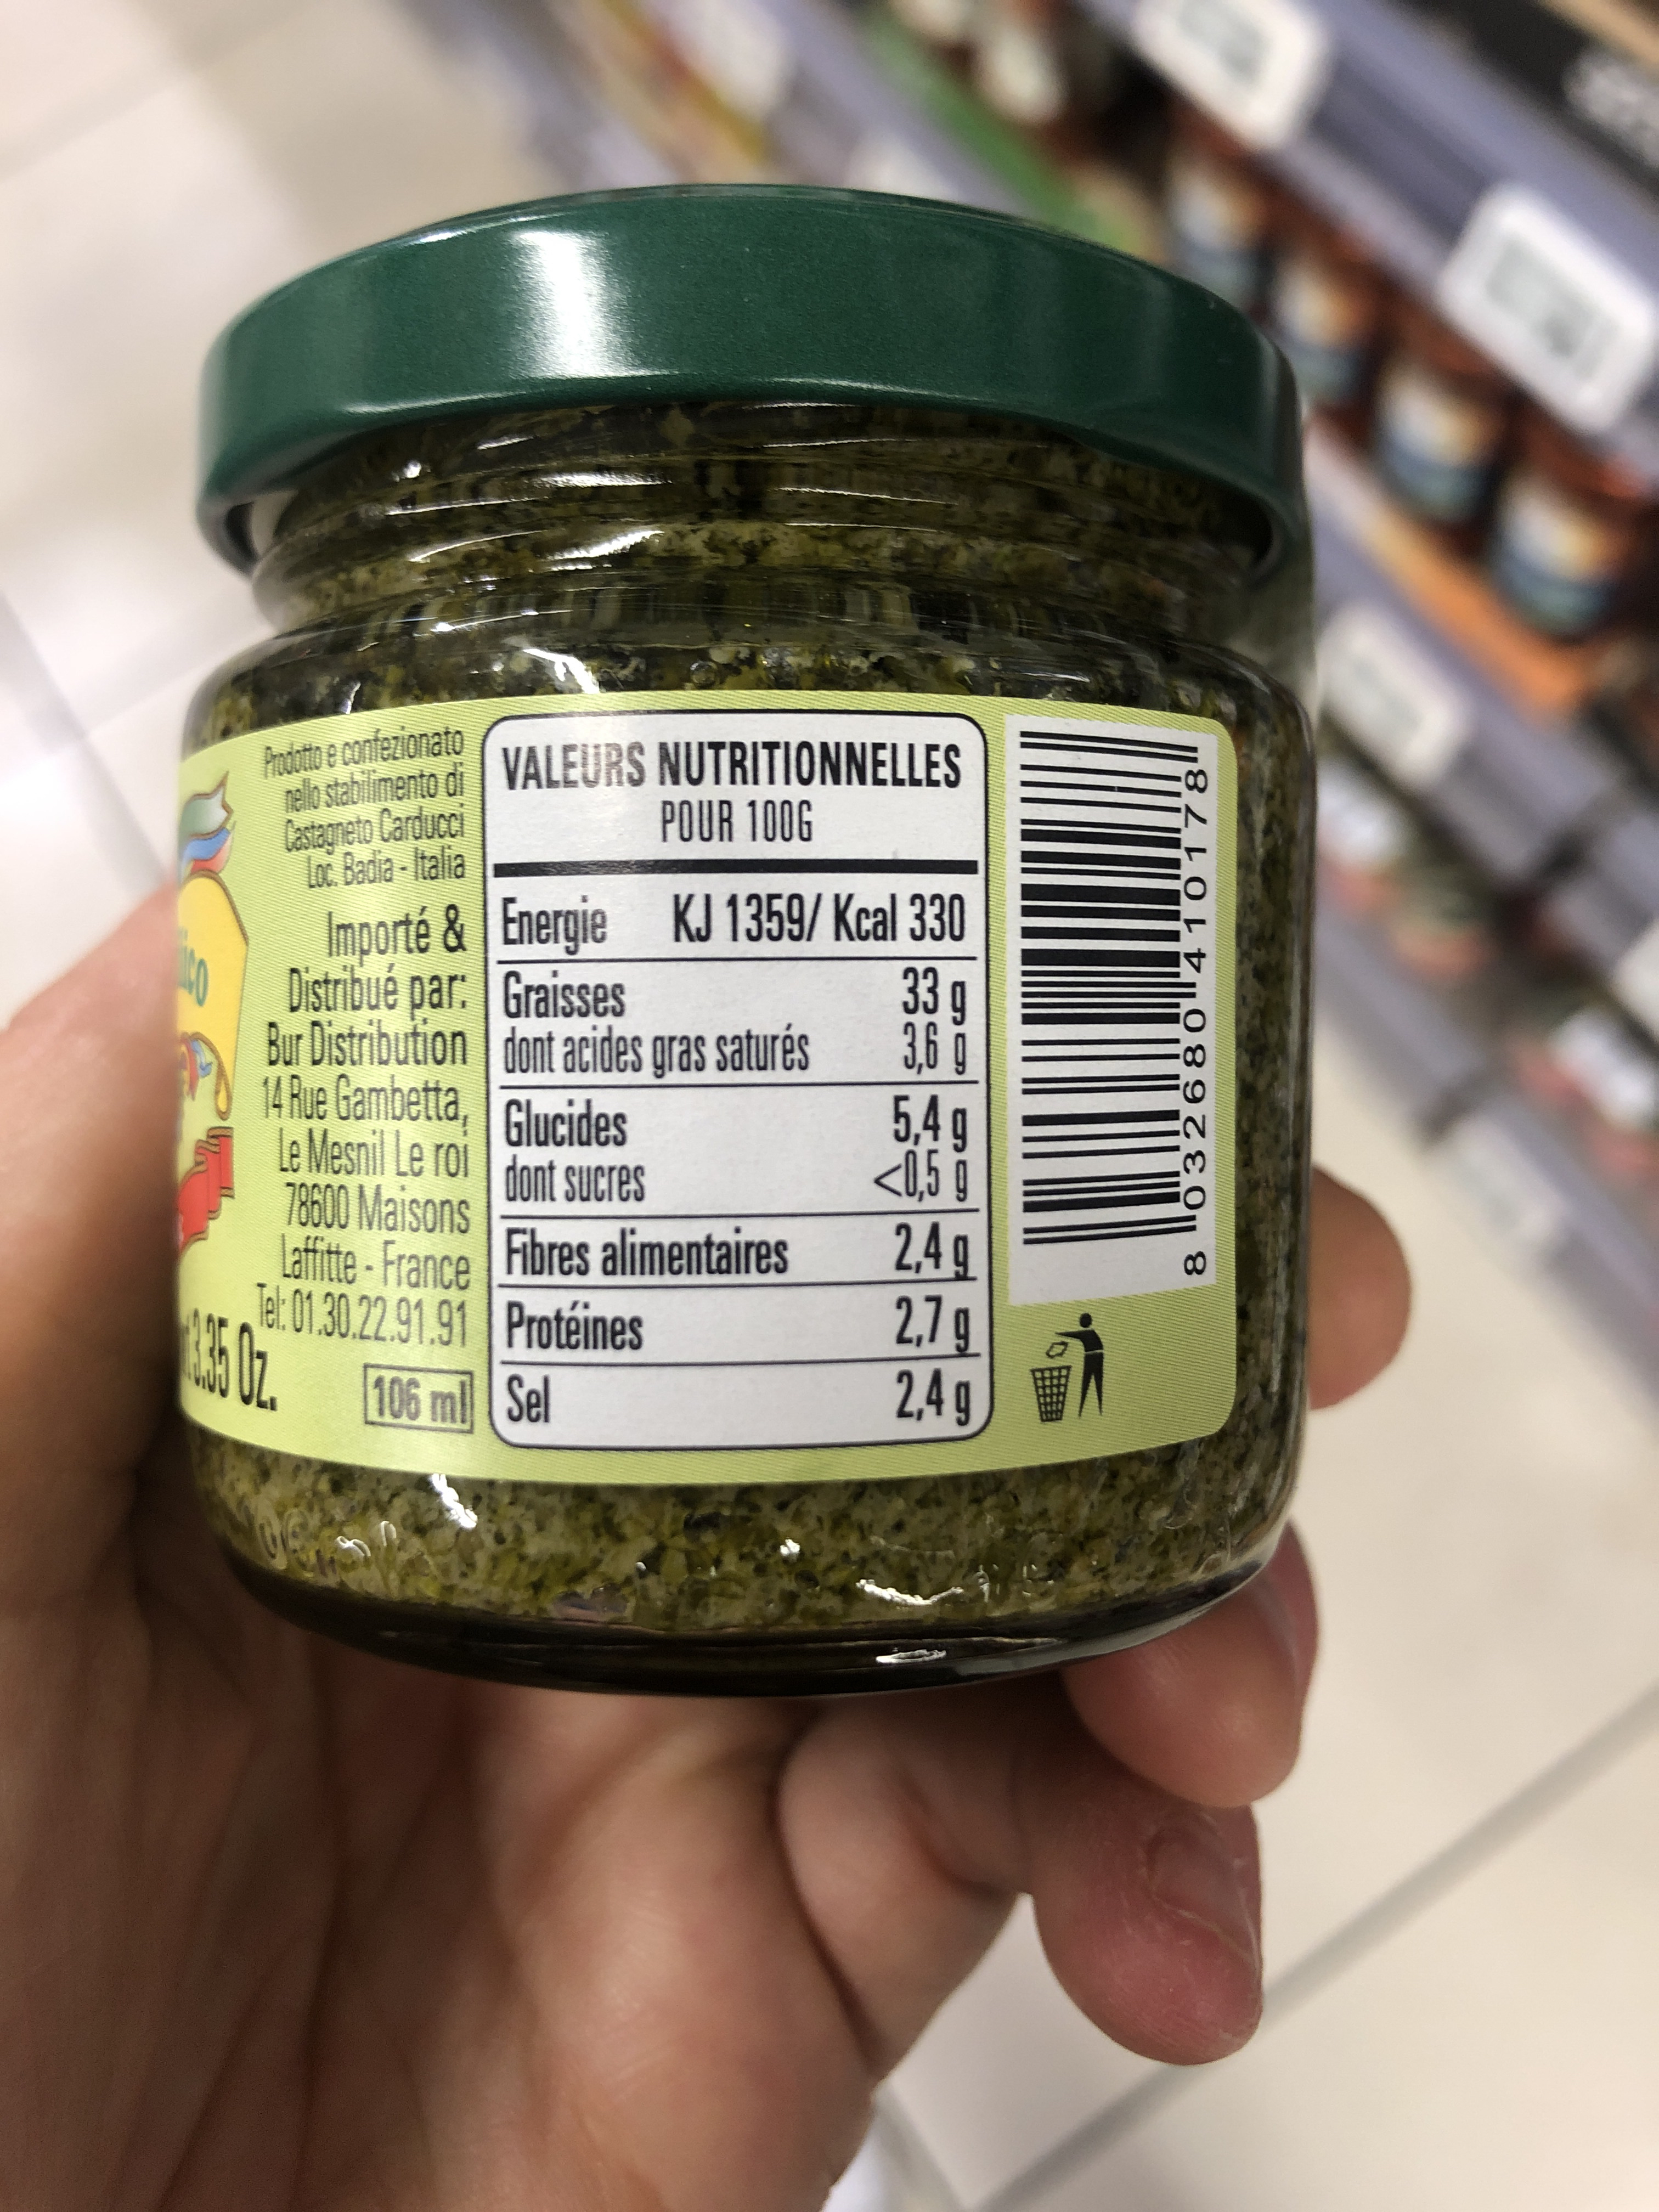 Prodotto e confezionato
nello stabilimento di
Castagneto Carducci
Loc. Badia - Italia
Importé &
Distribué par:
Bur Distribution
14 Rue Gambetta,
Le Mesnil Le roi
78600 Maisons
Laffitte - France
Tel: 01.30.22.91.91
3.35 Oz.
106 ml
VALEURS NUTRITIONNELLES
POUR 100G
Energie KJ 1359/ Kcal 330
Graisses 33 g
dont acides gras saturés 3,6 g
Glucides 5,4 g
dont sucres <0,5 g
Fibres alimentaires 2,4 g
Protéines 2,7 g
Sel 2,4 g
8 032680 410178